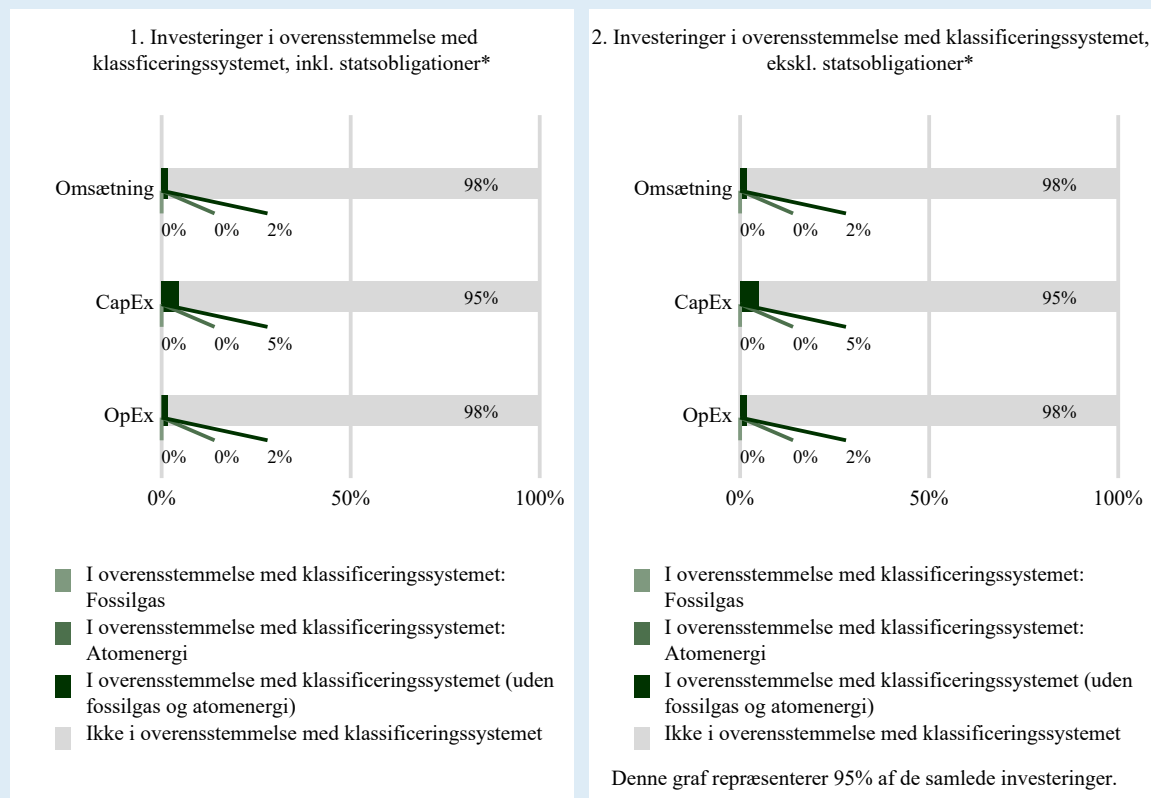 1. Investeringer i overensstemmelse med
klassficeringssystemet, inkl. statsobligationer*
Omsætning
98%
0% 0% 2%
CapEx
95%
0% 0% 5%
OpEx
98%
0% 0% 2%
0% 50% 100%
I overensstemmelse med klassificeringssystemet:
Fossilgas
I overensstemmelse med klassificeringssystemet:
Atomenergi
I overensstemmelse med klassificeringssystemet (uden
fossilgas og atomenergi)
Ikke i overensstemmelse med klassificeringssystemet
2. Investeringer i overensstemmelse med klassificeringssystemet,
ekskl. statsobligationer*
Omsætning
98%
0% 0% 2%
CapEx
95%
0% 0% 5%
OpEx
98%
0% 0% 2%
0% 50% 100%
I overensstemmelse med klassificeringssystemet:
Fossilgas
I overensstemmelse med klassificeringssystemet:
Atomenergi
I overensstemmelse med klassificeringssystemet (uden
fossilgas og atomenergi)
Ikke i overensstemmelse med klassificeringssystemet
Denne graf repræsenterer 95% af de samlede investeringer.